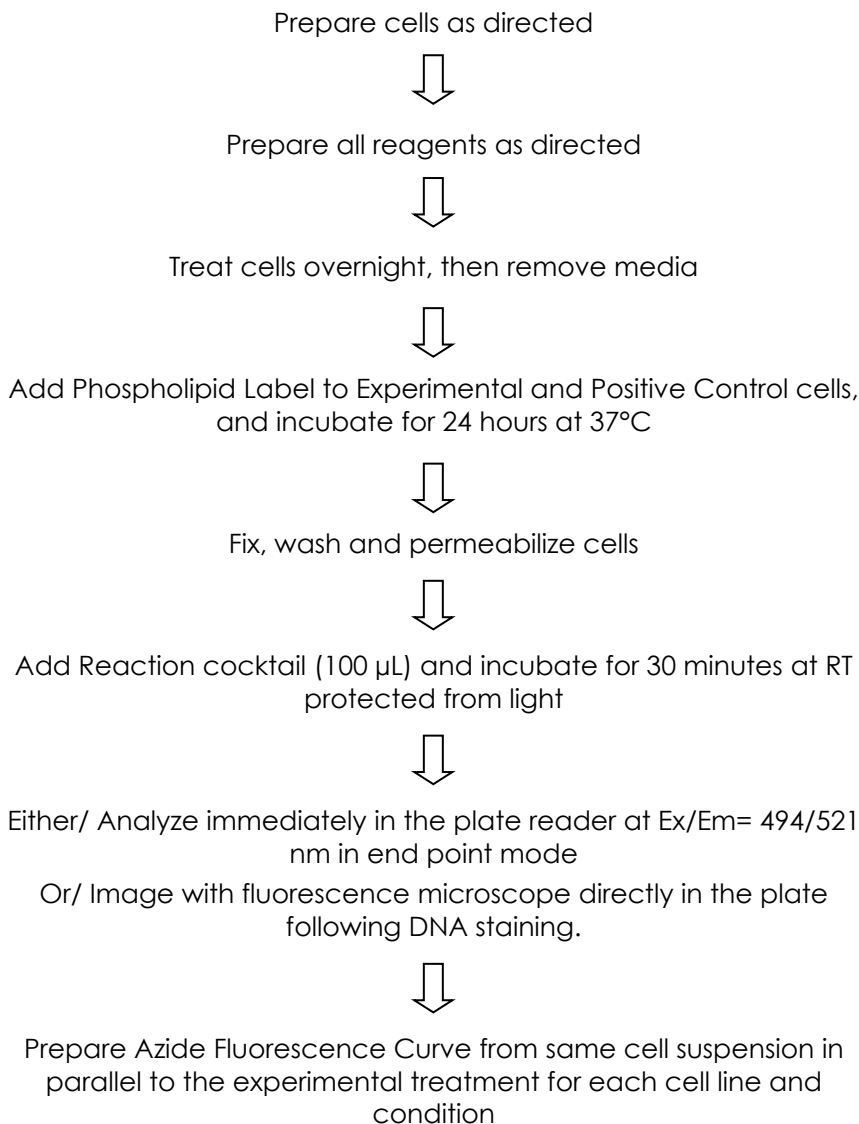 Prepare cells as directed
Prepare all reagents as directed
Treat cells overnight, then remove media
Add Phospholipid Label to Experimental and Positive Control cells,
and incubate for 24 hours at 37°C
Fix, wash and permeabilize cells
Add Reaction cocktail (100 µL) and incubate for 30 minutes at RT
protected from light
Either/ Analyze immediately in the plate reader at Ex/Em= 494/521
nm in end point mode
Or/ Image with fluorescence microscope directly in the plate
following DNA staining.
Prepare Azide Fluorescence Curve from same cell suspension in
parallel to the experimental treatment for each cell line and
condition